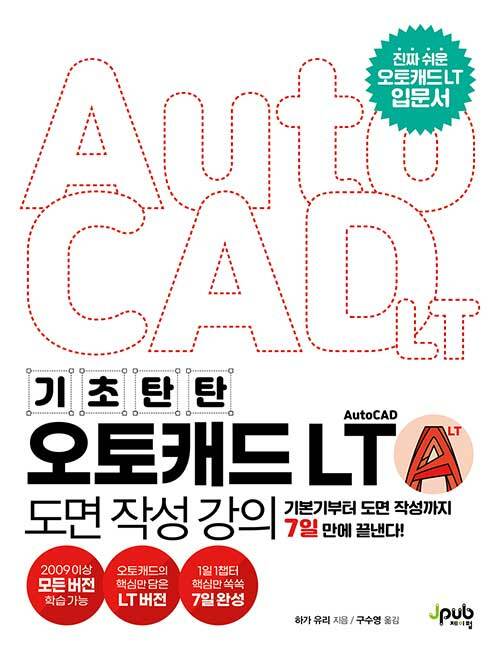 진짜 쉬운
오토캐드 LT
입문서
Auto
CAD
LT
기초탄탄
AutoCAD
오토캐드 LT
LT
도면 작성 강의
기본기부터 도면 작성까지
7일 만에 끝낸다!
2009 이상
모든 버전
학습 가능
오토캐드의
핵심만 담은
LT 버전
1일 1챕터
핵심만 쏙쏙
7일 완성
하가 유리 지음 / 구수영 옮김
Jpub
제이펍